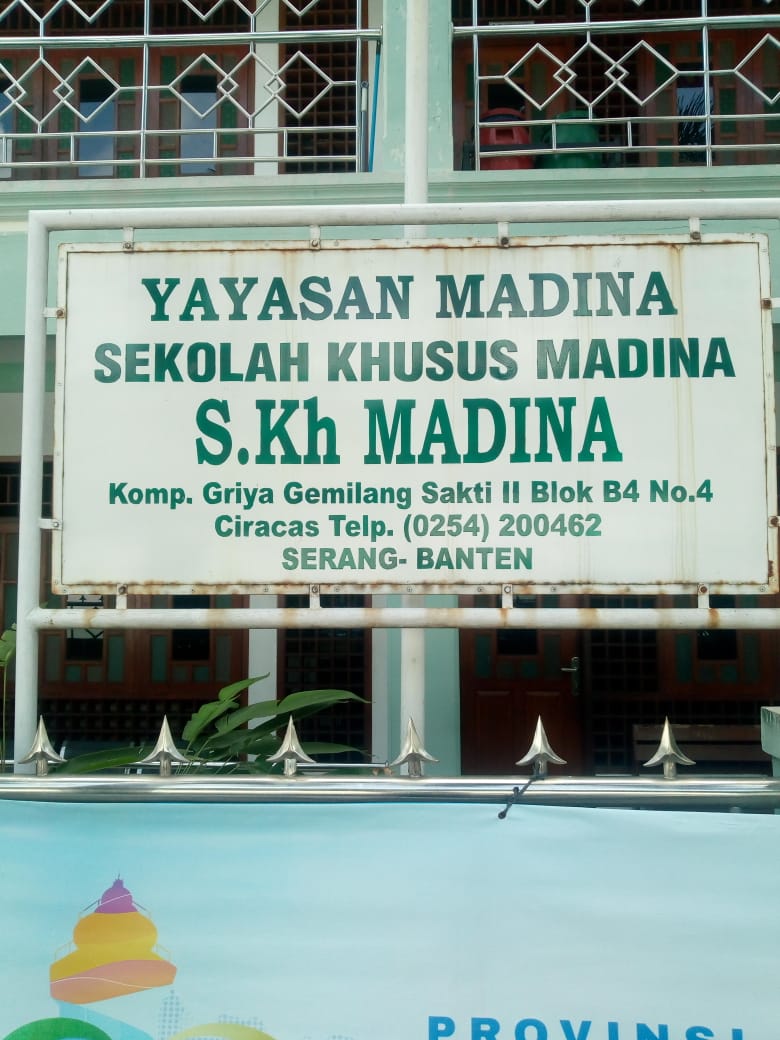 YAYASAN MADINA
SEKOLAH KHUSUS MADINA
S.Kh MADINA
Komp. Griya Gemilang Sakti II Blok B4 No.4
Ciracas Telp. (0254) 200462
SERANG- BANTEN
PROVINSI